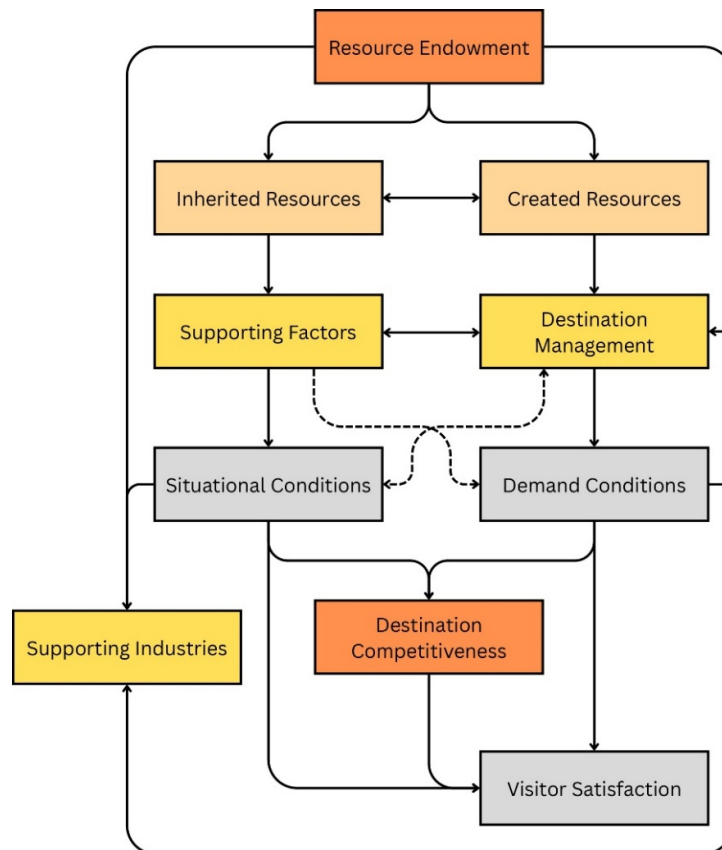 Resource Endowment
Inherited Resources
Created Resources
Supporting Factors
Destination
Management
Situational Conditions
Demand Conditions
Supporting Industries
Destination
Competitiveness
Visitor Satisfaction